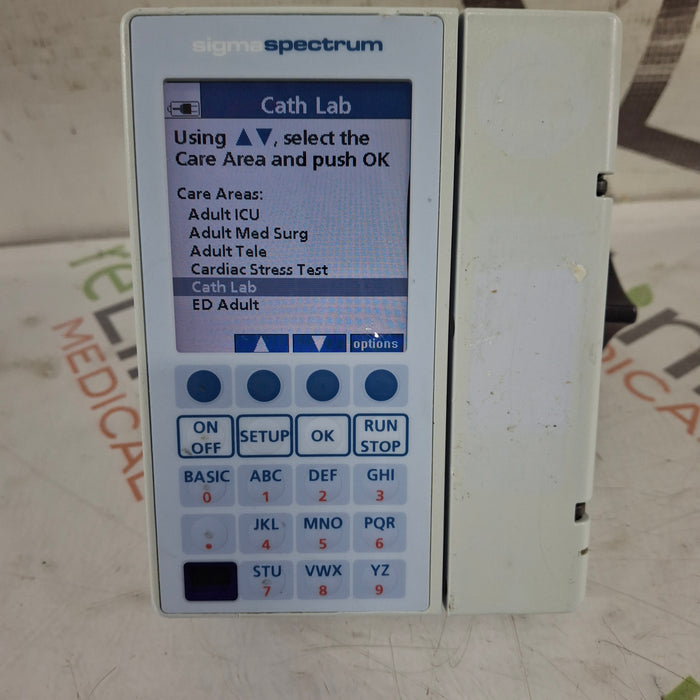 sigmaspectrum
Cath Lab
Using ▲▼, select the
Care Area and push OK
Care Areas:
Adult ICU
Adult Med Surg
Adult Tele
Cardiac Stress Test
Cath Lab
ED Adult
options
ON OFF
SETUP
OK
RUN STOP
BASIC 0
ABC 1
DEF 2
GHI 3
.
JKL 4
MNO 5
PQR 6
STU 7
VWX 8
YZ 9
MEDICAL